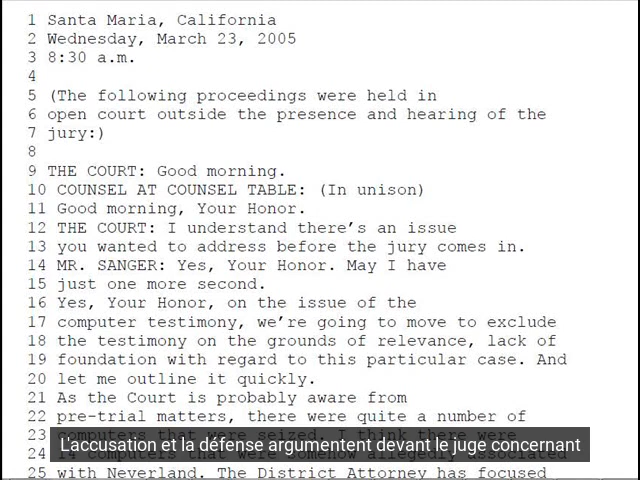 1 Santa Maria, California
2 Wednesday, March 23, 2005
3 8:30 a.m.
4
5 (The following proceedings were held in
6 open court outside the presence and hearing of the
7 jury:)
8
9 THE COURT: Good morning.
10 COUNSEL AT COUNSEL TABLE: (In unison)
11 Good morning, Your Honor.
12 THE COURT: I understand there's an issue
13 you wanted to address before the jury comes in.
14 MR. SANGER: Yes, Your Honor. May I have
15 just one more second.
16 Yes, Your Honor, on the issue of the
17 computer testimony, we're going to move to exclude
18 the testimony on the grounds of relevance, lack of
19 foundation with regard to this particular case. And
20 let me outline it quickly.
21 As the Court is probably aware from
22 pre-trial matters, there were quite a number of
23 computers that were seized. I think there were
L'accusation et la défense argumentent devant le juge concernant
24 14 computers that were somehow allegedly associated
25 with Neverland. The District Attorney has focused